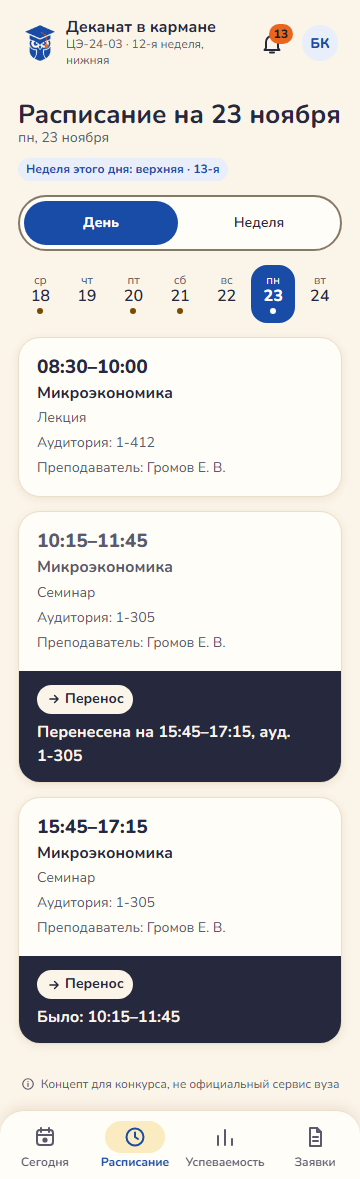 Деканат в кармане
ЦЭ-24-03 · 12-я неделя,
нижняя
13
БК
Расписание на 23 ноября
пн, 23 ноября
Неделя этого дня: верхняя · 13-я
День
Неделя
ср чт пт сб вс пн вт
18 19 20 21 22 23 24
08:30–10:00
Микроэкономика
Лекция
Аудитория: 1-412
Преподаватель: Громов Е. В.
10:15–11:45
Микроэкономика
Семинар
Аудитория: 1-305
Преподаватель: Громов Е. В.
→ Перенос
Перенесена на 15:45–17:15, ауд.
1-305
15:45–17:15
Микроэкономика
Семинар
Аудитория: 1-305
Преподаватель: Громов Е. В.
→ Перенос
Было: 10:15–11:45
Концепт для конкурса, не официальный сервис вуза
Сегодня Расписание Успеваемость Заявки